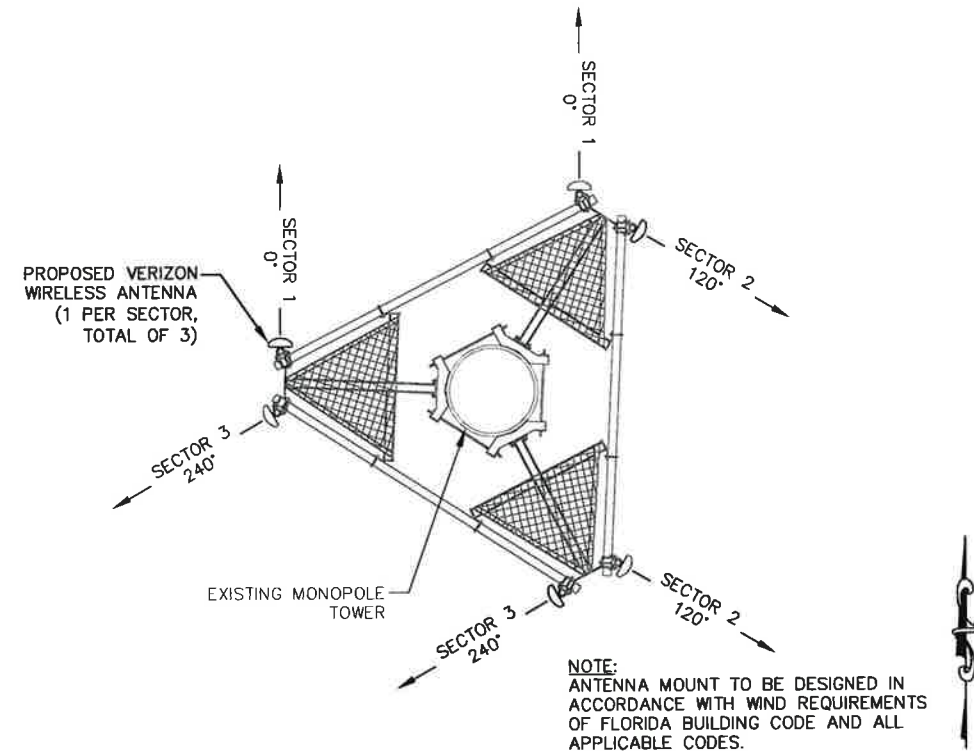 SECTOR 1
0°
SECTOR 1
0°
SECTOR 2
120°
PROPOSED VERIZON
WIRELESS ANTENNA
(1 PER SECTOR,
TOTAL OF 3)
SECTOR 3
240°
EXISTING MONOPOLE
TOWER
SECTOR 3
240°
SECTOR 2
120°
NOTE:
ANTENNA MOUNT TO BE DESIGNED IN
ACCORDANCE WITH WIND REQUIREMENTS
OF FLORIDA BUILDING CODE AND ALL
APPLICABLE CODES.